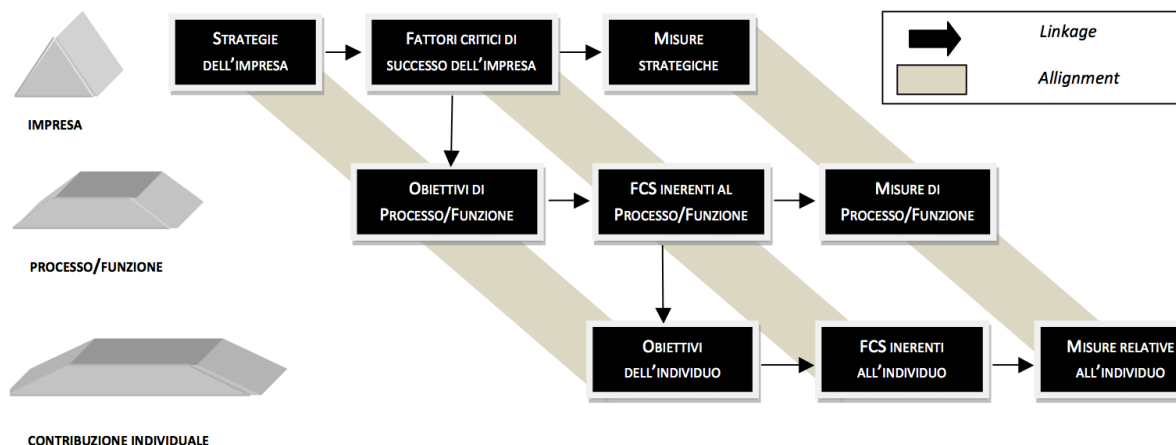 STRATEGIE
DELL'IMPRESA
FATTORI CRITICI DI
SUCCESSO DELL'IMPRESA
MISURE
STRATEGICHE
Linkage
Allignment
IMPRESA
OBIETTIVI DI
PROCESSO/FUNZIONE
FCS INERENTI AL
PROCESSO/FUNZIONE
MISURE DI
PROCESSO/FUNZIONE
PROCESSO/FUNZIONE
OBIETTIVI
DELL'INDIVIDUO
FCS INERENTI
ALL'INDIVIDUO
MISURE RELATIVE
ALL'INDIVIDUO
CONTRIBUZIONE INDIVIDUALE